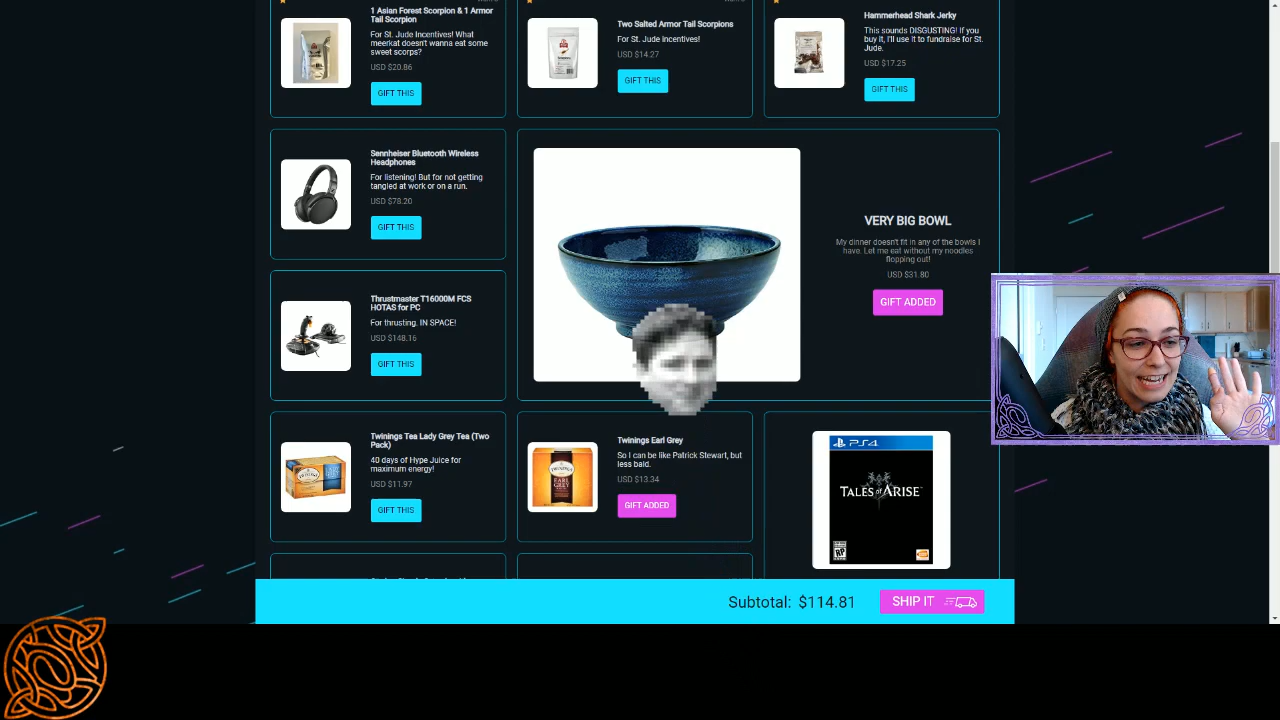 1 Asian Forest Scorpion & 1 Armor
Tail Scorpion
For St. Jude Incentives! What
meerkat doesn't wanna eat some
sweet scorps?
USD $20.86
GIFT THIS
Two Salted Armor Tail Scorpions
For St. Jude Incentives!
USD $14.27
GIFT THIS
Hammerhead Shark Jerky
This sounds DISGUSTING! If you
buy it, I'll use it to fundraise for St.
Jude.
USD $17.25
GIFT THIS
Sennheiser Bluetooth Wireless
Headphones
For listening! But for not getting
tangled at work or on a run.
USD $78.20
GIFT THIS
VERY BIG BOWL
My dinner doesn't fit in any of the bowls I
have. Let me eat without my noodles
flopping out!
USD $31.80
GIFT ADDED
Thrustmaster T16000M FCS
HOTAS for PC
For thrusting. IN SPACE!
USD $148.16
GIFT THIS
Twinings Tea Lady Grey Tea (Two
Pack)
40 days of Hype Juice for
maximum energy!
USD $11.97
GIFT THIS
Twinings Earl Grey
So I can be like Patrick Stewart, but
less bald.
USD $13.34
GIFT ADDED
PS4
TALES of ARISE
RP
Subtotal: $114.81
SHIP IT